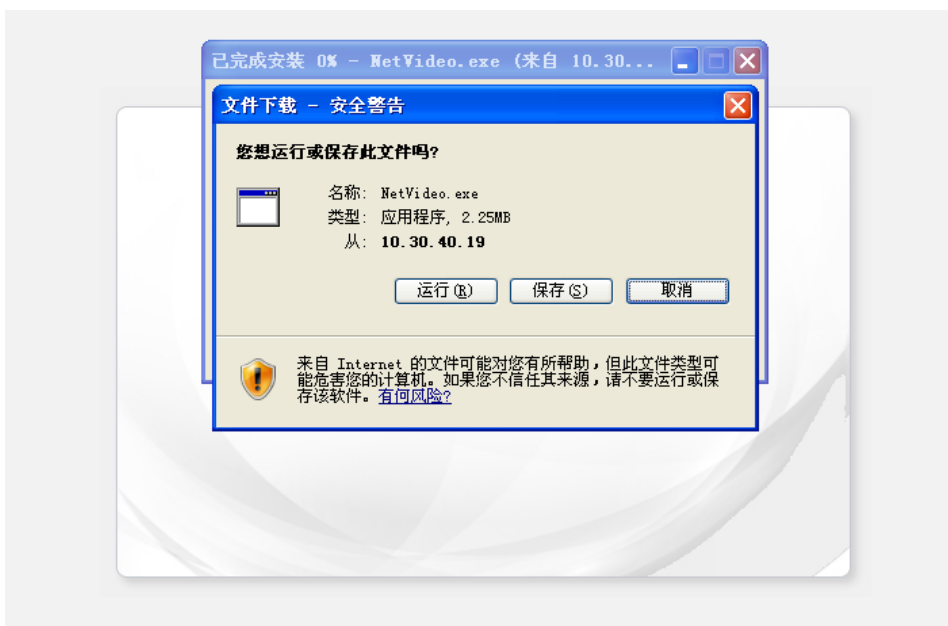 已完成安装 0% - NetVideo.exe (来自 10.30...
文件下载 - 安全警告
您想运行或保存此文件吗?
名称: NetVideo.exe
类型: 应用程序, 2.25MB
从: 10.30.40.19
运行(R) 保存(S) 取消
来自 Internet 的文件可能对您有所帮助，但此文件类型可
能危害您的计算机。如果您不信任其来源，请不要运行或保
存该软件。有何风险?